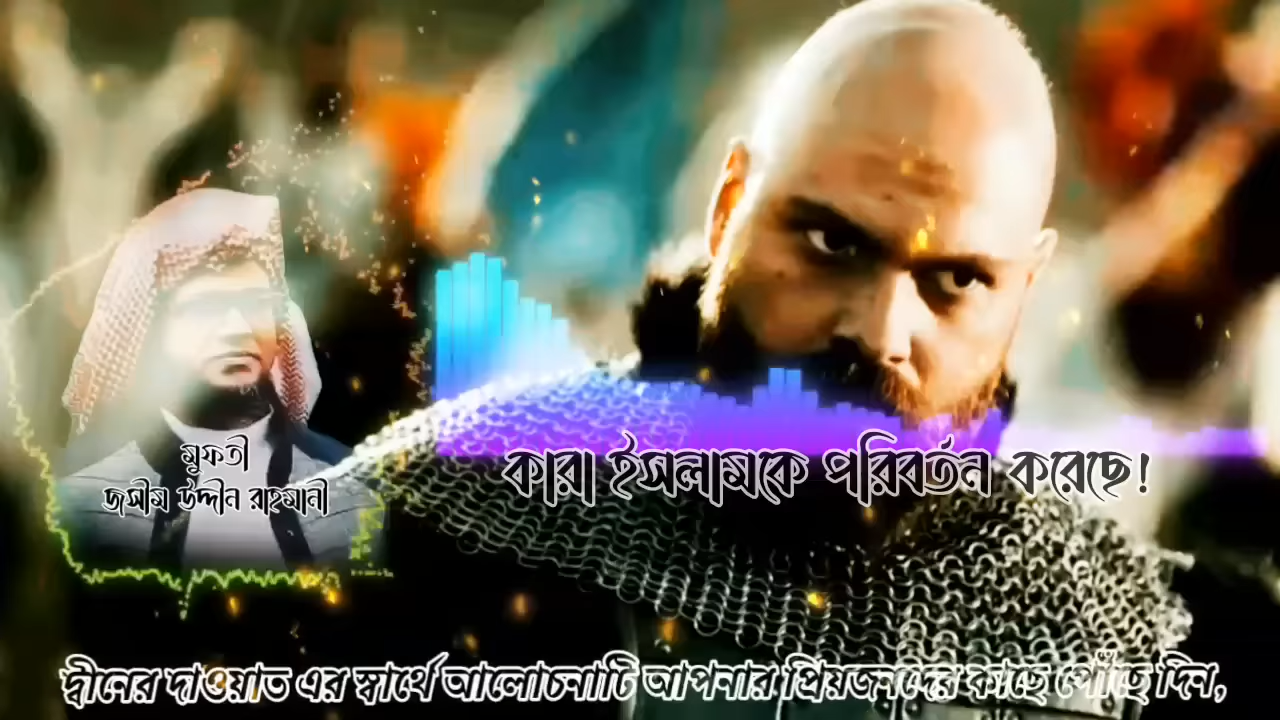 মুফতী
জসীম উদ্দীন রাহমানী
কারা ইসলামকে পরিবর্তন করেছে!
দ্বীনের দাওয়াত এর স্বার্থে আলোচনাটি আপনার প্রিয়জনদের কাছে পৌঁছে দিন,